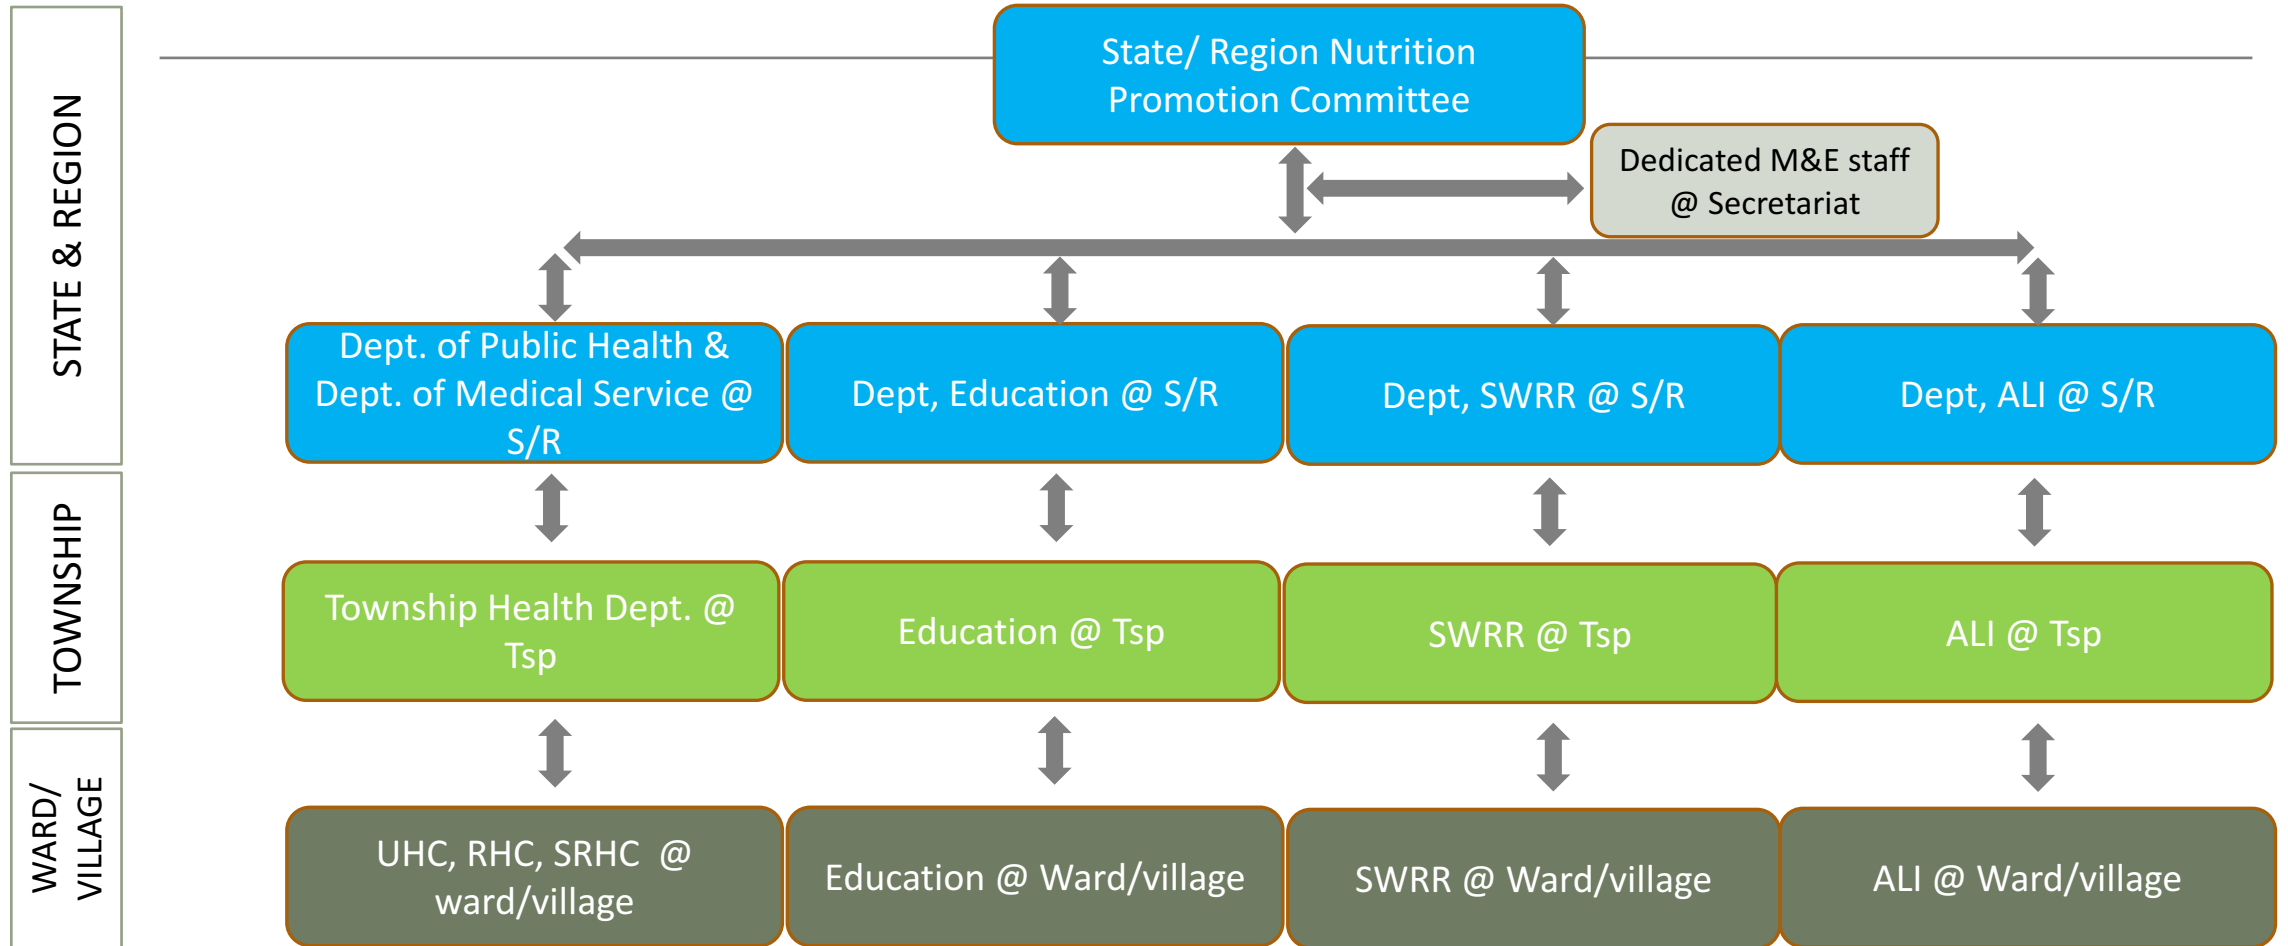 STATE & REGION
State/ Region Nutrition
Promotion Committee
Dedicated M&E staff
@ Secretariat
Dept. of Public Health &
Dept. of Medical Service @
S/R
Dept, Education @ S/R
Dept, SWRR @ S/R
Dept, ALI @ S/R
TOWNSHIP
Township Health Dept. @
Tsp
Education @ Tsp
SWRR @ Tsp
ALI @ Tsp
WARD/
VILLAGE
UHC, RHC, SRHC  @
ward/village
Education @ Ward/village
SWRR @ Ward/village
ALI @ Ward/village